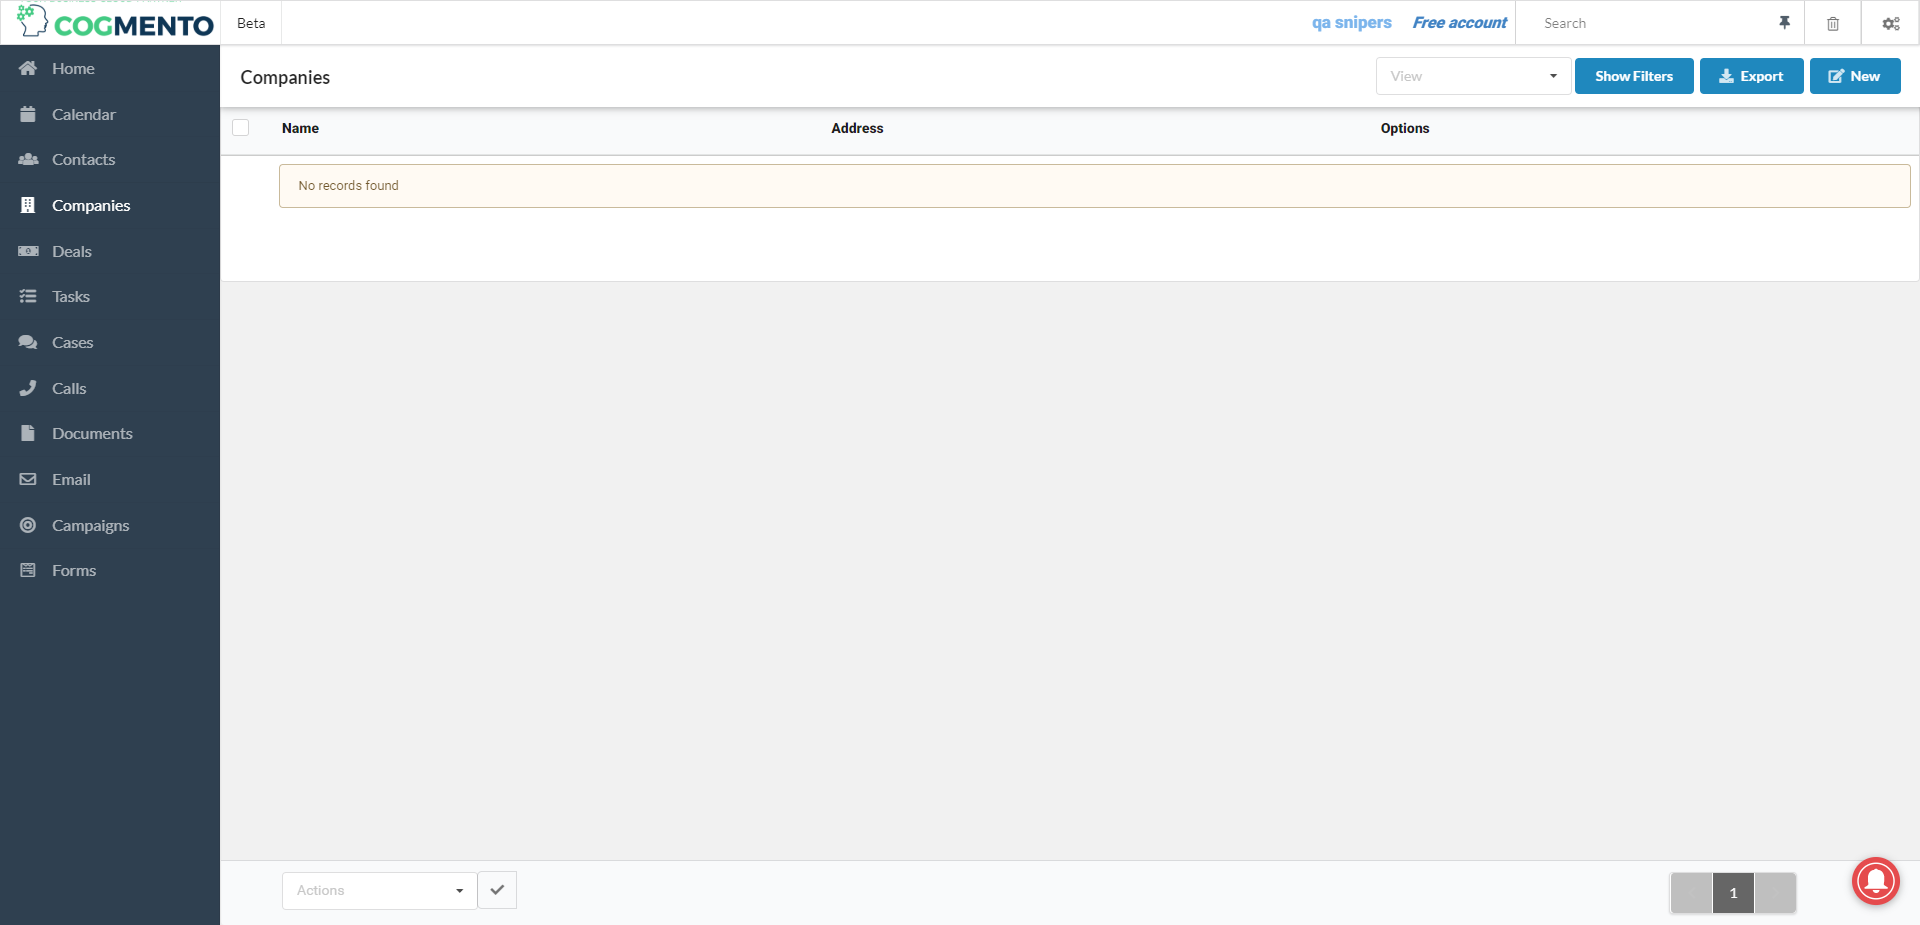 COGMENTO
Beta
qa snipers
Free account
Search
Home
Calendar
Contacts
Companies
Deals
Tasks
Cases
Calls
Documents
Email
Campaigns
Forms
Companies
View
Show Filters
Export
New
Name
Address
Options
No records found
Actions
1